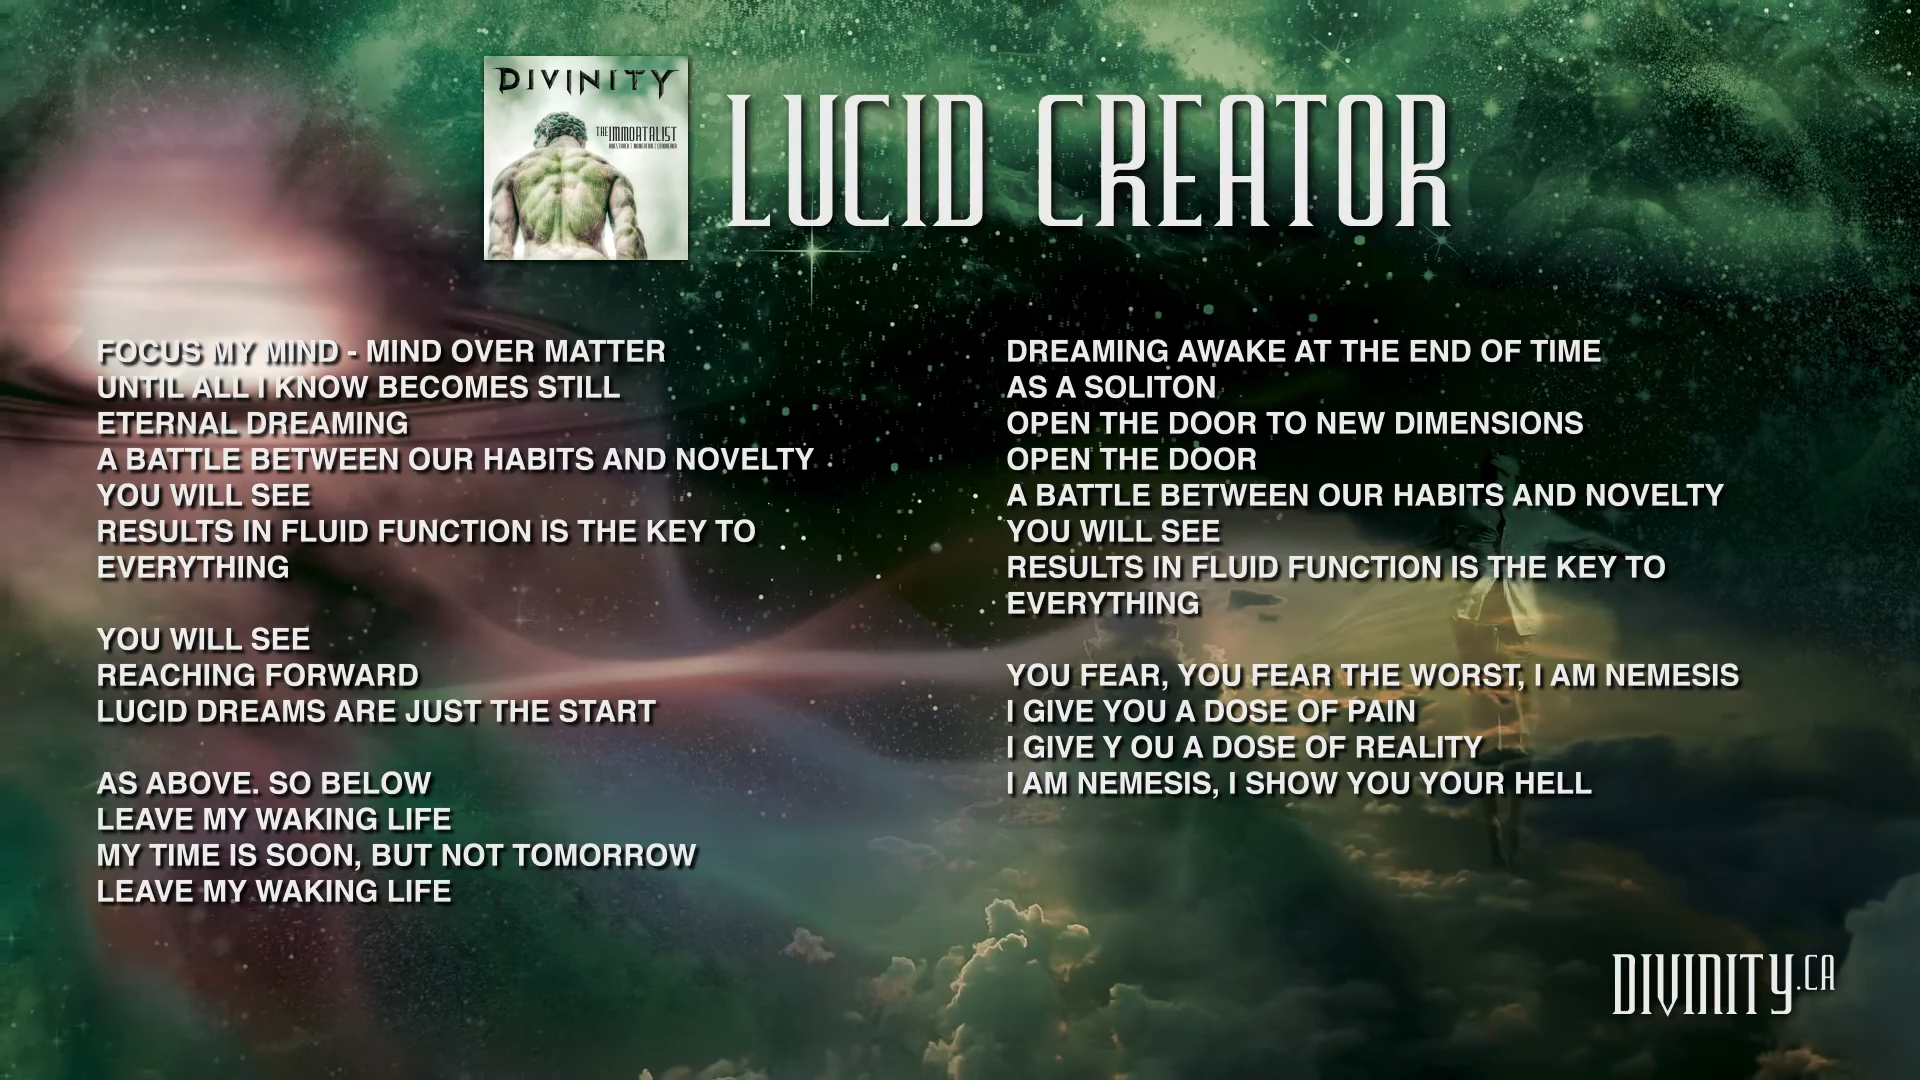 DIVINITY
THE IMMORTALIST
LUCID CREATOR
FOCUS MY MIND - MIND OVER MATTER
UNTIL ALL I KNOW BECOMES STILL
ETERNAL DREAMING
A BATTLE BETWEEN OUR HABITS AND NOVELTY
YOU WILL SEE
RESULTS IN FLUID FUNCTION IS THE KEY TO
EVERYTHING
YOU WILL SEE
REACHING FORWARD
LUCID DREAMS ARE JUST THE START
AS ABOVE. SO BELOW
LEAVE MY WAKING LIFE
MY TIME IS SOON, BUT NOT TOMORROW
LEAVE MY WAKING LIFE
DREAMING AWAKE AT THE END OF TIME
AS A SOLITON
OPEN THE DOOR TO NEW DIMENSIONS
OPEN THE DOOR
A BATTLE BETWEEN OUR HABITS AND NOVELTY
YOU WILL SEE
RESULTS IN FLUID FUNCTION IS THE KEY TO
EVERYTHING
YOU FEAR, YOU FEAR THE WORST, I AM NEMESIS
I GIVE YOU A DOSE OF PAIN
I GIVE Y OU A DOSE OF REALITY
I AM NEMESIS, I SHOW YOU YOUR HELL
DIVINITY.CA